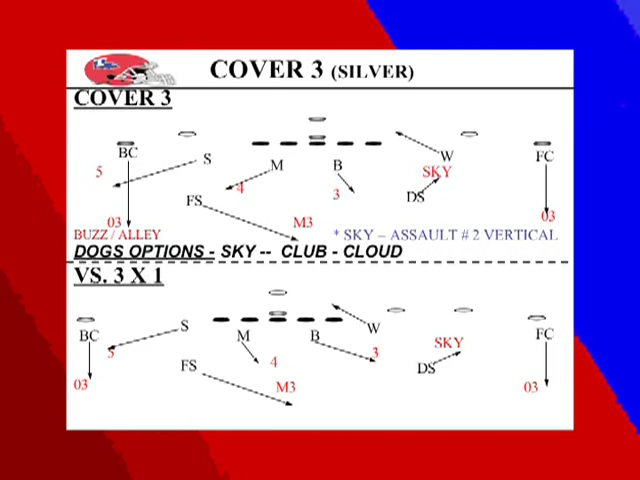 COVER 3 (SILVER)
COVER 3
BC S M B W FC
5 4 3 SKY
FS DS
03 M3 03
BUZZ / ALLEY * SKY – ASSAULT # 2 VERTICAL
DOGS OPTIONS - SKY -- CLUB - CLOUD
VS. 3 X 1
BC S M B W FC
5 3 SKY
FS 4 DS
03 M3 03